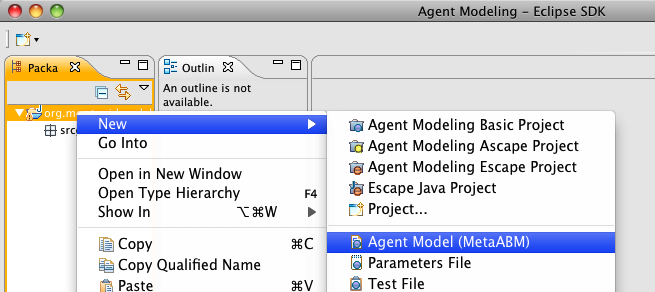 Agent Modeling – Eclipse SDK
Packa
Outlin
An outline is not
available.
src
New
Go Into
Open in New Window
Open Type Hierarchy F4
Show In ⌥⌘W
Copy ⌘C
Copy Qualified Name
Paste ⌘V
Agent Modeling Basic Project
Agent Modeling Ascape Project
Agent Modeling Escape Project
Escape Java Project
Project...
Agent Model (MetaABM)
Parameters File
Test File